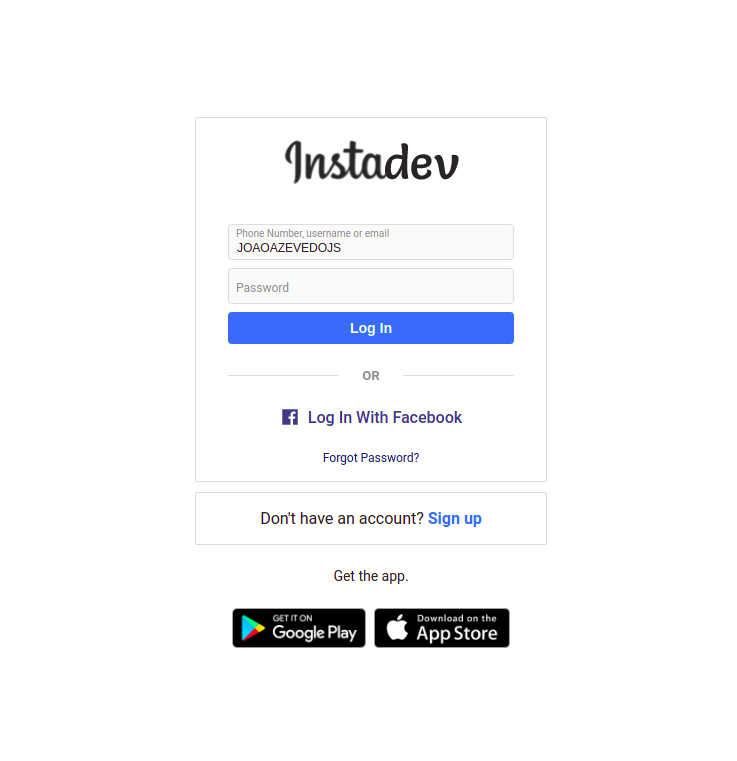 Instadev
Phone Number, username or email
JOAOAZEVEDOJS
Password
Log In
OR
Log In With Facebook
Forgot Password?
Don't have an account? Sign up
Get the app.
GET IT ON
Google Play
Download on the
App Store